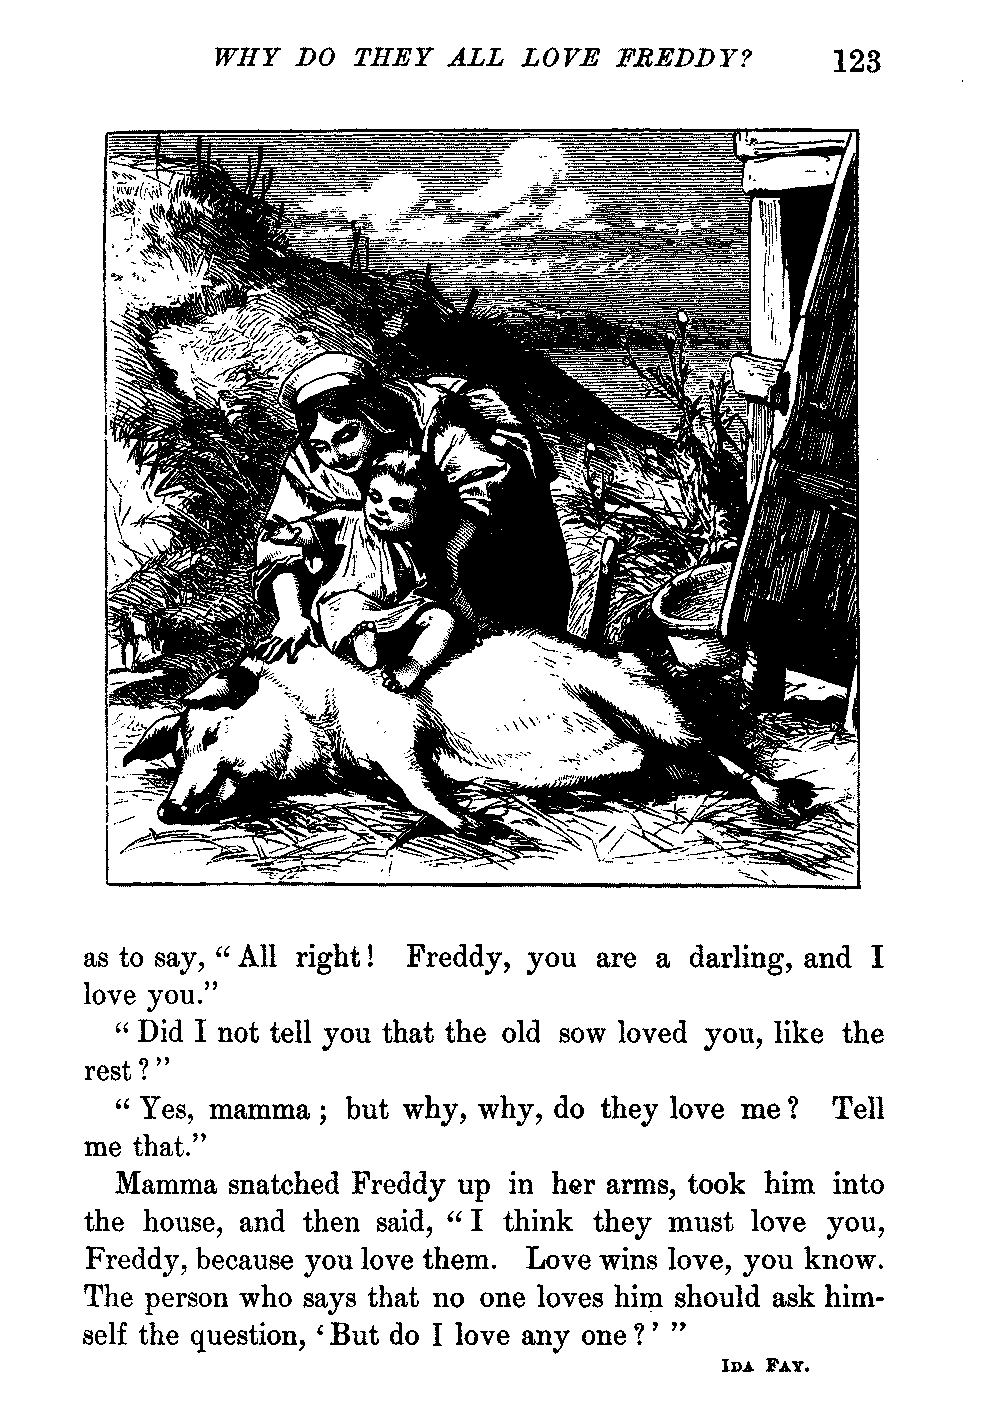 WHY DO THEY ALL LOVE FREDDY? 123
as to say, “All right! Freddy, you are a darling, and I
love you.”
“Did I not tell you that the old sow loved you, like the
rest?”
“Yes, mamma; but why, why, do they love me? Tell
me that.”
Mamma snatched Freddy up in her arms, took him into
the house, and then said, “I think they must love you,
Freddy, because you love them. Love wins love, you know.
The person who says that no one loves him should ask him-
self the question, ‘But do I love any one?’”
IDA FAY.